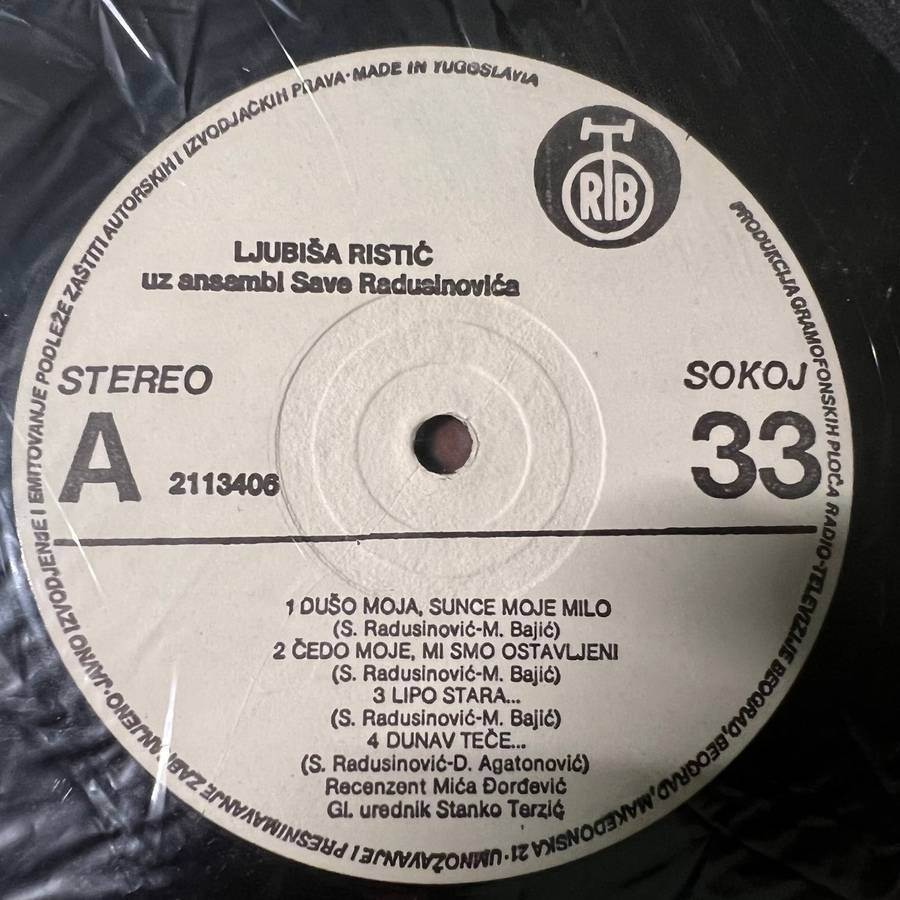 PRODUKCIJA GRAMOFONSKIH PLOČA RADIO-TELEVIZIJE BEOGRAD, BEOGRAD, MAKEDONSKA 21 · UMNOŽAVANJE I PRESNIMAVANJE ZABRANJENO · JAVNO IZVODJENJE I EMITOVANJE PODLEŽE ZAŠTITI AUTORSKIH I IZVODJAČKIH PRAVA · MADE IN YUGOSLAVIA
RTB
LJUBIŠA RISTIĆ
uz ansambl Save Radusinovića
STEREO
SOKOJ
A
2113406
33
1 DUŠO MOJA, SUNCE MOJE MILO
(S. Radusinović-M. Bajić)
2 ČEDO MOJE, MI SMO OSTAVLJENI
(S. Radusinović-M. Bajić)
3 LIPO STARA...
(S. Radusinović-M. Bajić)
4 DUNAV TEČE...
(S. Radusinović-D. Agatonović)
Recenzent Mića Đorđević
Gl. urednik Stanko Terzić